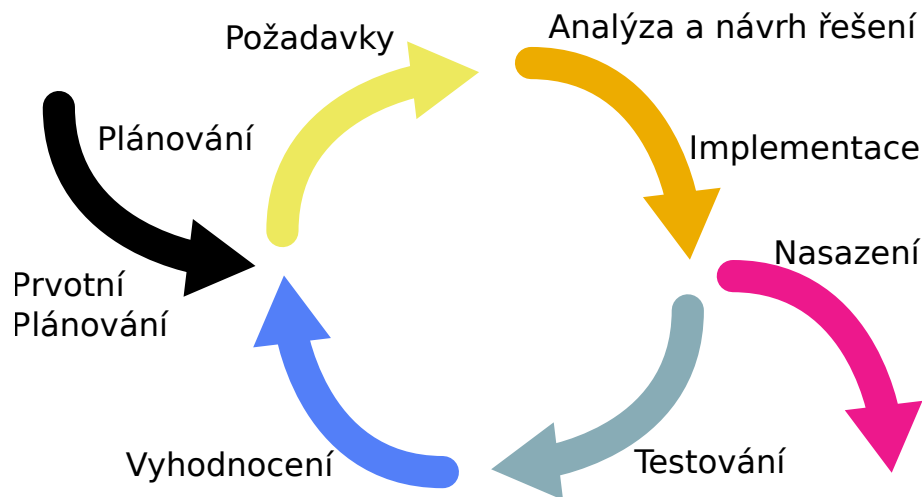 Požadavky
Analýza a návrh řešení
Plánování
Implementace
Nasazení
Prvotní
Plánování
Vyhodnocení
Testování